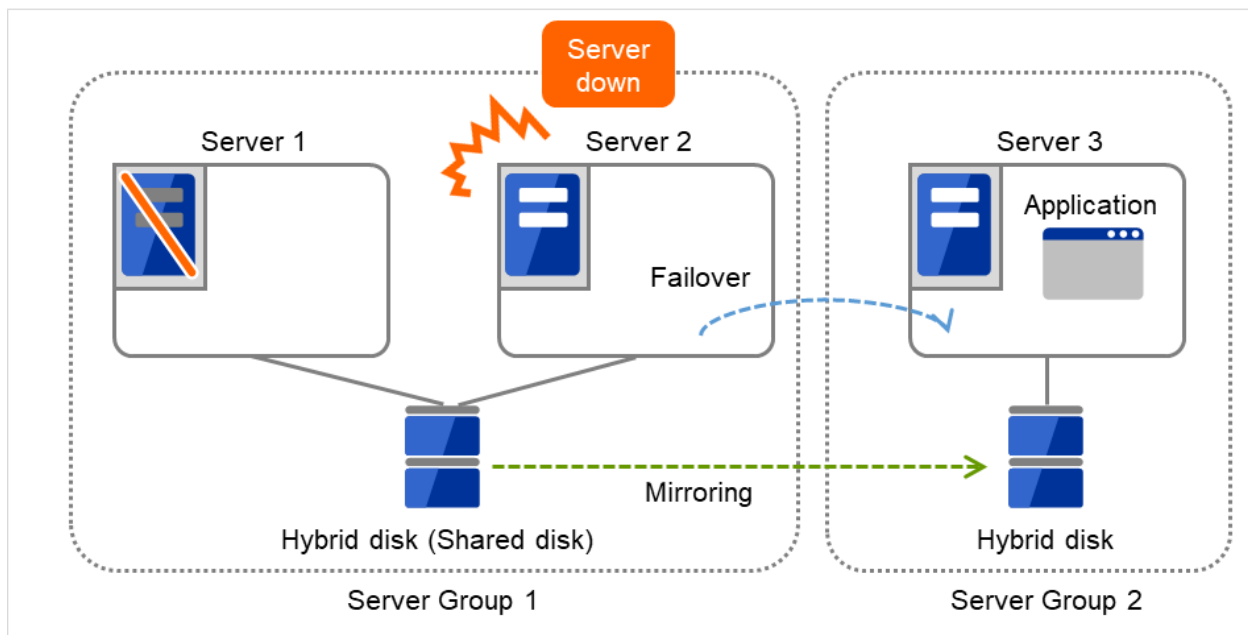 Server
down
Server 1
Server 2
Server 3
Application
Failover
Mirroring
Hybrid disk (Shared disk)
Hybrid disk
Server Group 1
Server Group 2